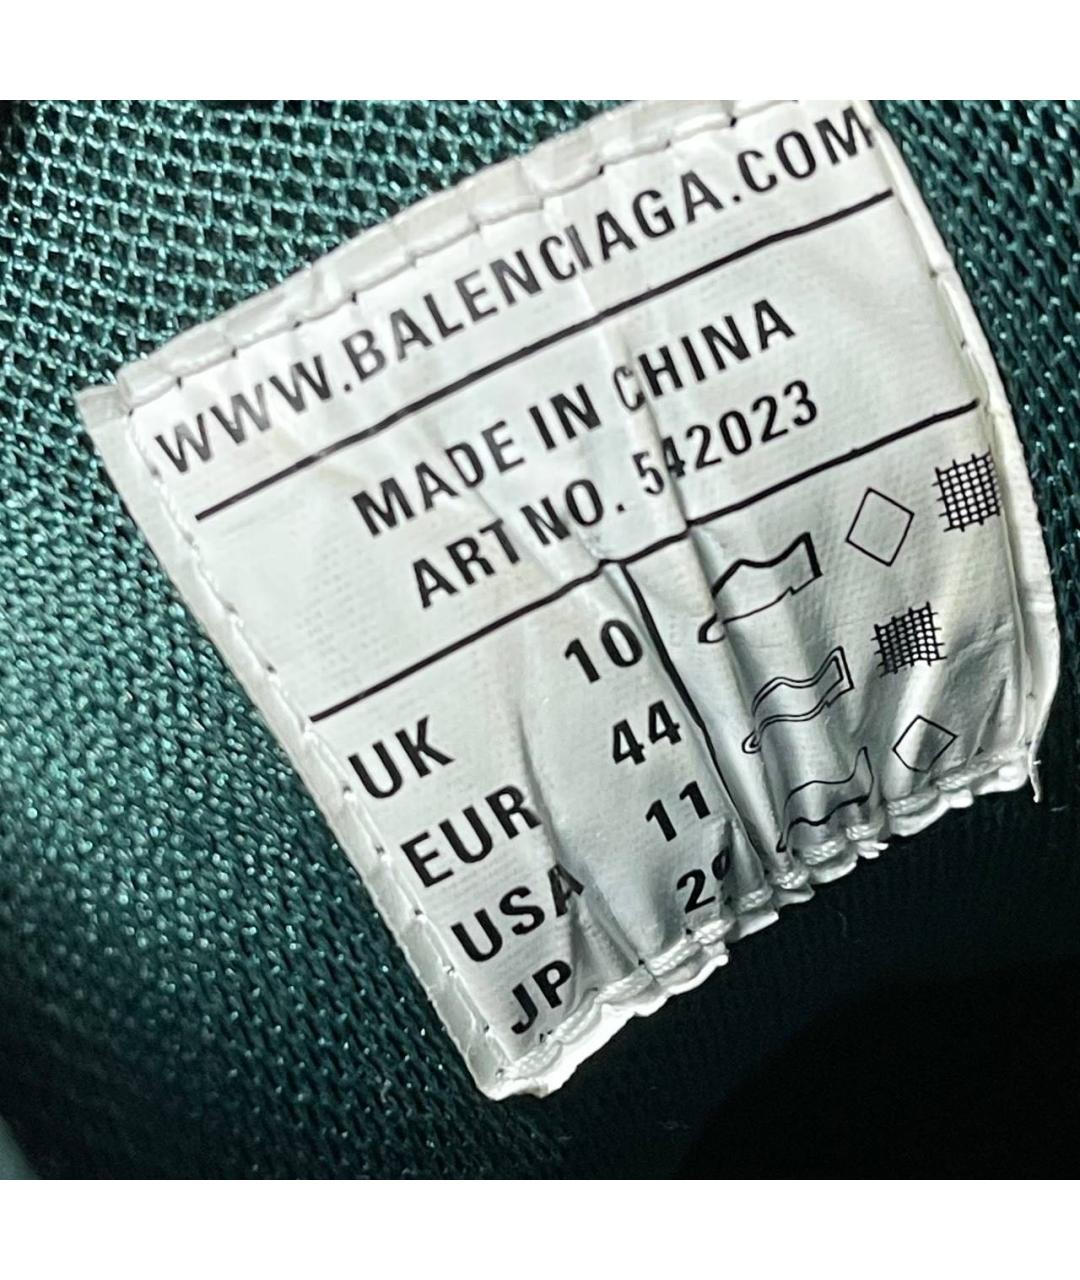 WWW.BALENCIAGA.COM
MADE IN CHINA
ART NO. 542023
UK 10
EUR 44
USA 11
JP